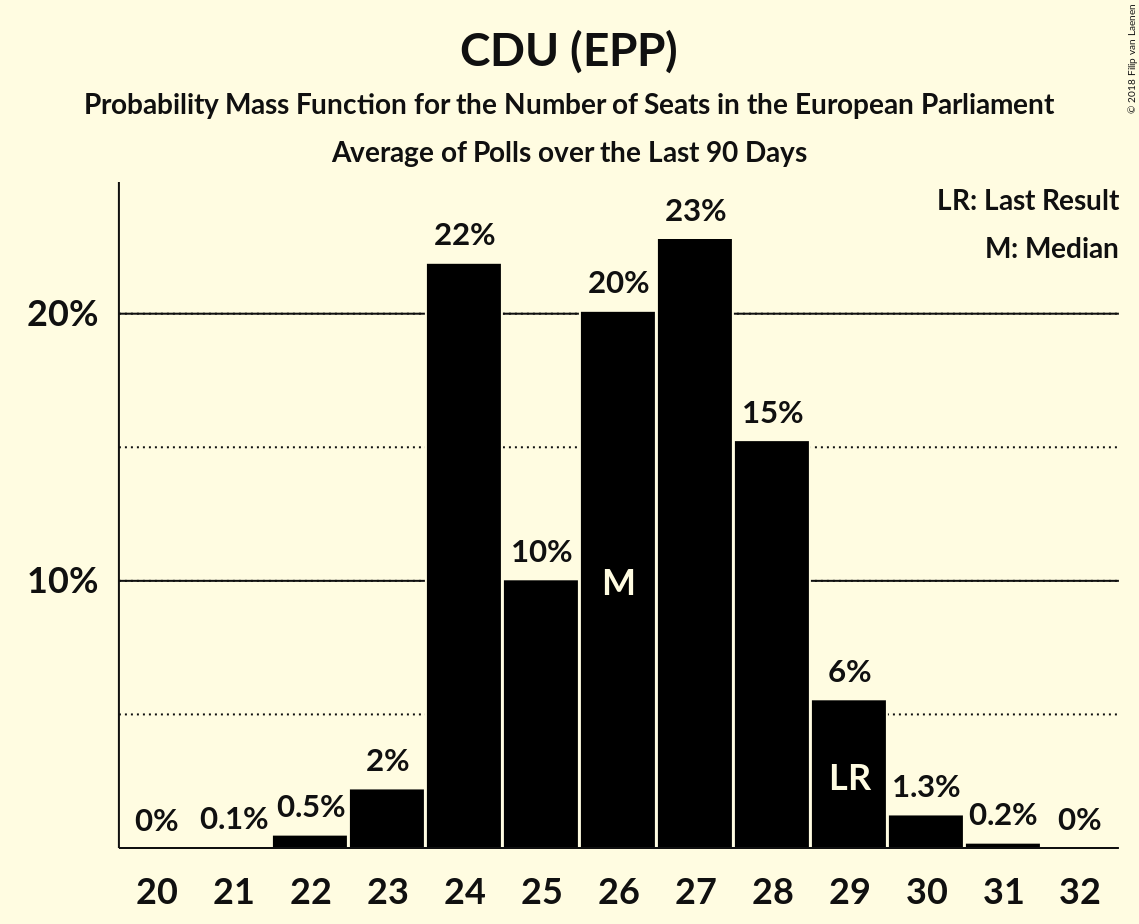 CDU (EPP)
Probability Mass Function for the Number of Seats in the European Parliament
Average of Polls over the Last 90 Days
© 2018 Filip van Laenen
LR: Last Result
M: Median
23%
22%
20%
20%
15%
10%
10%
M
6%
2%
LR
1.3%
0.5%
0.2%
0.1%
0%
0%
20 21 22 23 24 25 26 27 28 29 30 31 32